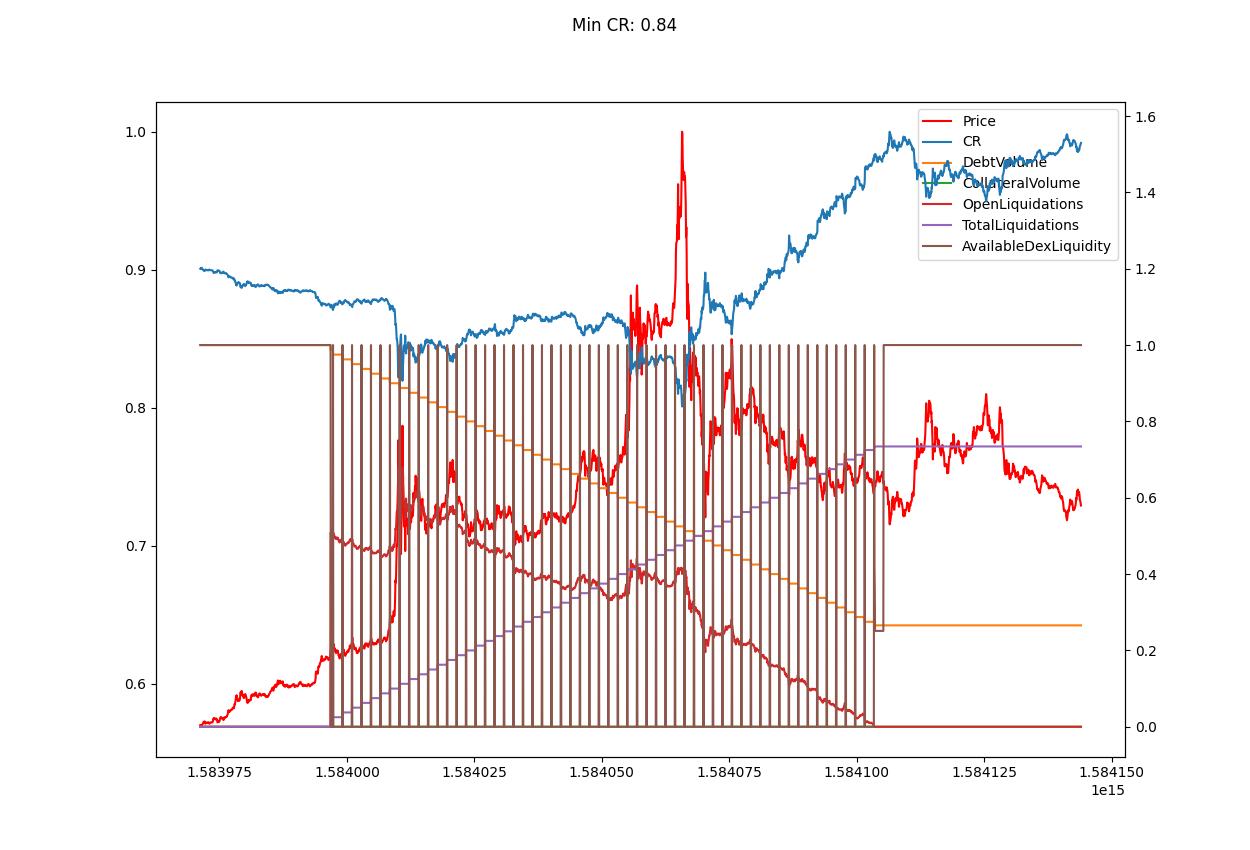 Min CR: 0.84
1.0
0.9
0.8
0.7
0.6
1.6
1.4
1.2
1.0
0.8
0.6
0.4
0.2
0.0
Price
CR
DebtVolume
CollateralVolume
OpenLiquidations
TotalLiquidations
AvailableDexLiquidity
1.583975 1.584000 1.584025 1.584050 1.584075 1.584100 1.584125 1.584150
1e15